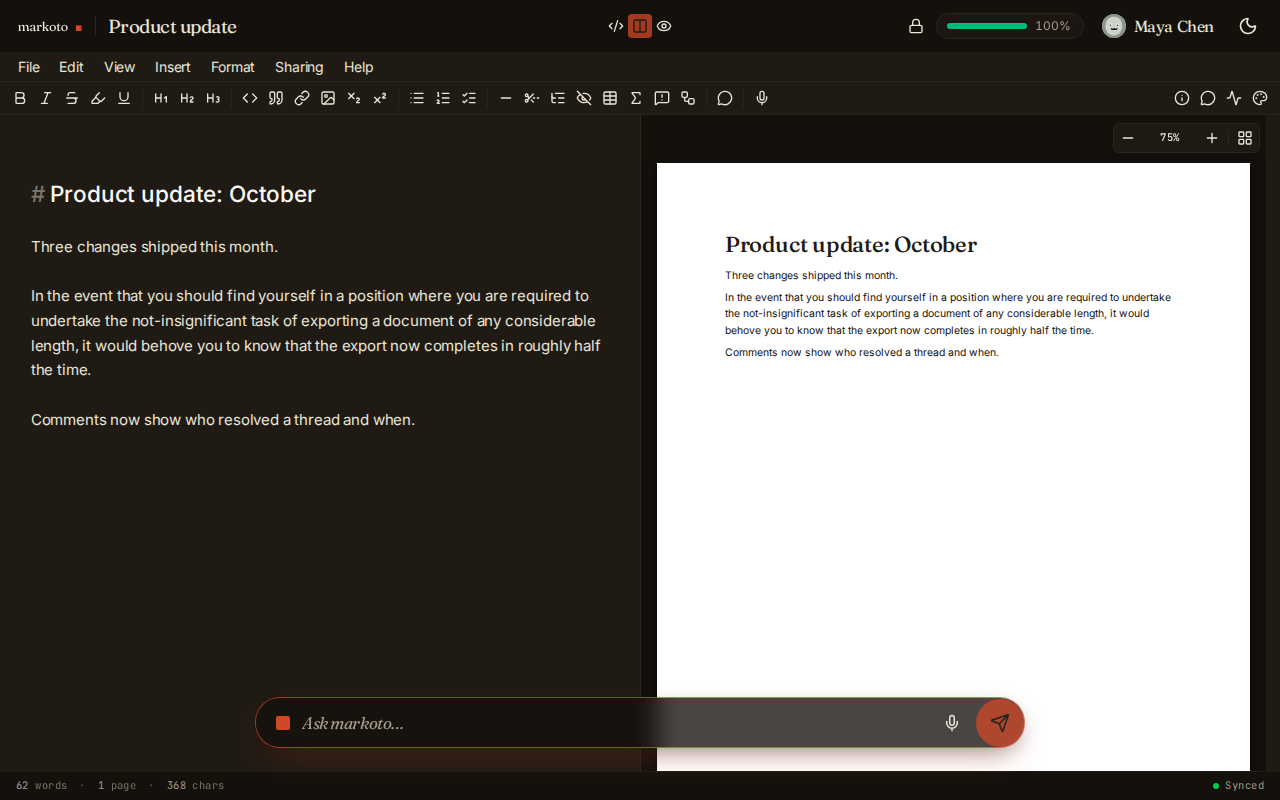 markoto
Product update
100%
Maya Chen
File Edit View Insert Format Sharing Help
H1 H2 H3
75%
# Product update: October
Three changes shipped this month.
In the event that you should find yourself in a position where you are required to
undertake the not-insignificant task of exporting a document of any considerable
length, it would behove you to know that the export now completes in roughly half
the time.
Comments now show who resolved a thread and when.
Product update: October
Three changes shipped this month.
In the event that you should find yourself in a position where you are required to undertake
the not-insignificant task of exporting a document of any considerable length, it would
behove you to know that the export now completes in roughly half the time.
Comments now show who resolved a thread and when.
Ask markoto...
62 words · 1 page · 368 chars
Synced